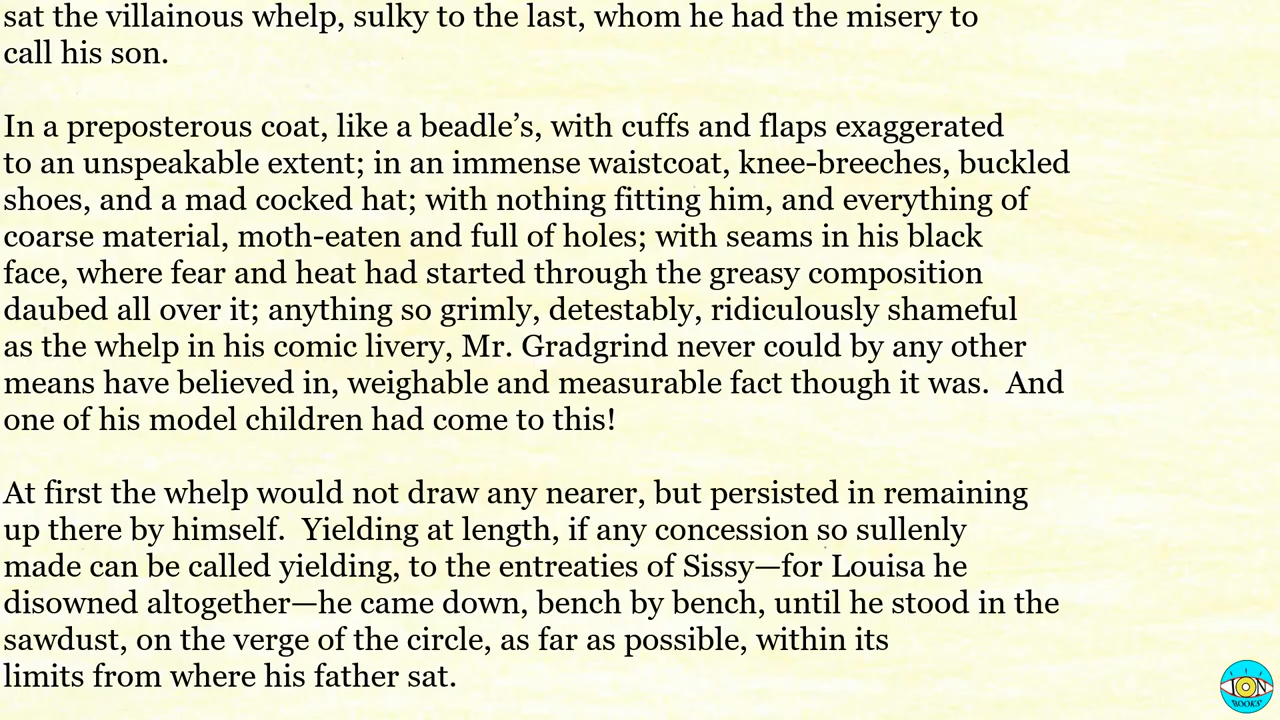 sat the villainous whelp, sulky to the last, whom he had the misery to
call his son.
In a preposterous coat, like a beadle’s, with cuffs and flaps exaggerated
to an unspeakable extent; in an immense waistcoat, knee-breeches, buckled
shoes, and a mad cocked hat; with nothing fitting him, and everything of
coarse material, moth-eaten and full of holes; with seams in his black
face, where fear and heat had started through the greasy composition
daubed all over it; anything so grimly, detestably, ridiculously shameful
as the whelp in his comic livery, Mr. Gradgrind never could by any other
means have believed in, weighable and measurable fact though it was.  And
one of his model children had come to this!
At first the whelp would not draw any nearer, but persisted in remaining
up there by himself.  Yielding at length, if any concession so sullenly
made can be called yielding, to the entreaties of Sissy—for Louisa he
disowned altogether—he came down, bench by bench, until he stood in the
sawdust, on the verge of the circle, as far as possible, within its
limits from where his father sat.
ION
BOOKS